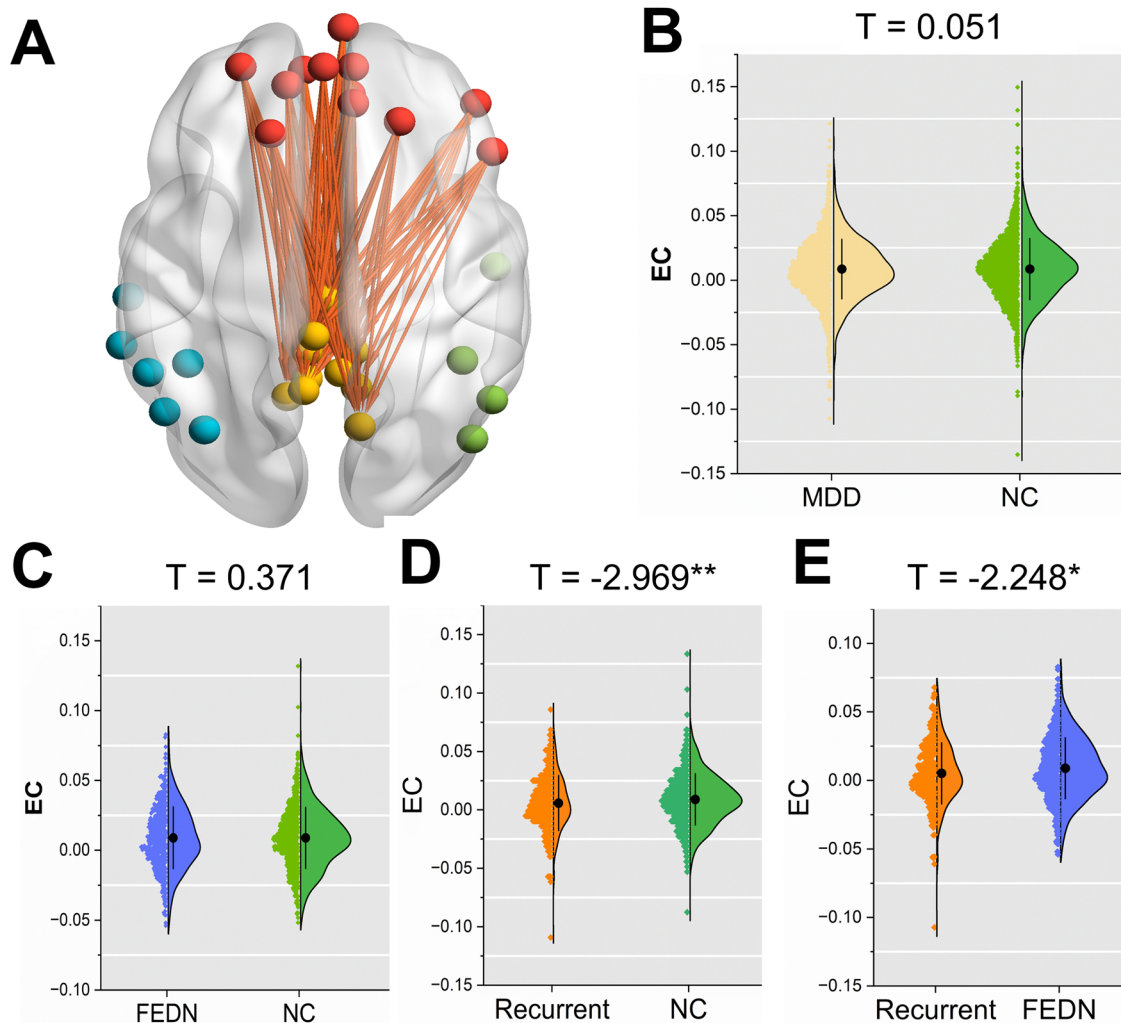 A
B
T = 0.051
EC
0.15
0.10
0.05
0.00
−0.05
−0.10
−0.15
MDD
NC
C
T = 0.371
EC
0.15
0.10
0.05
0.00
−0.05
−0.10
FEDN
NC
D
T = -2.969**
EC
0.15
0.10
0.05
0.00
−0.05
−0.10
−0.15
Recurrent
NC
E
T = -2.248*
EC
0.10
0.05
0.00
−0.05
−0.10
−0.15
Recurrent
FEDN